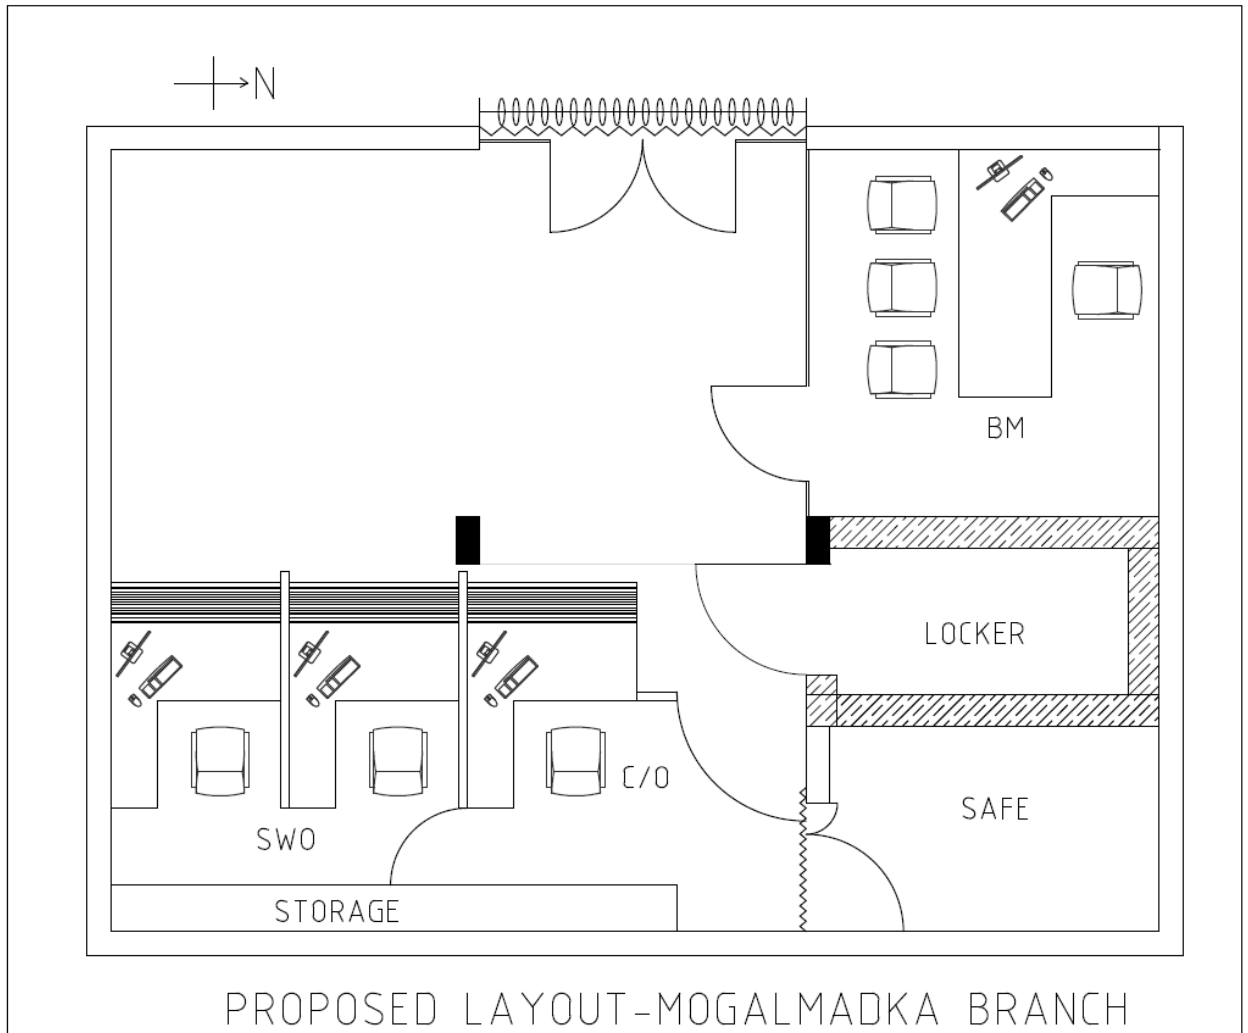 N
BM
LOCKER
C/O
SAFE
SWO
STORAGE
PROPOSED LAYOUT-MOGALMADKA BRANCH